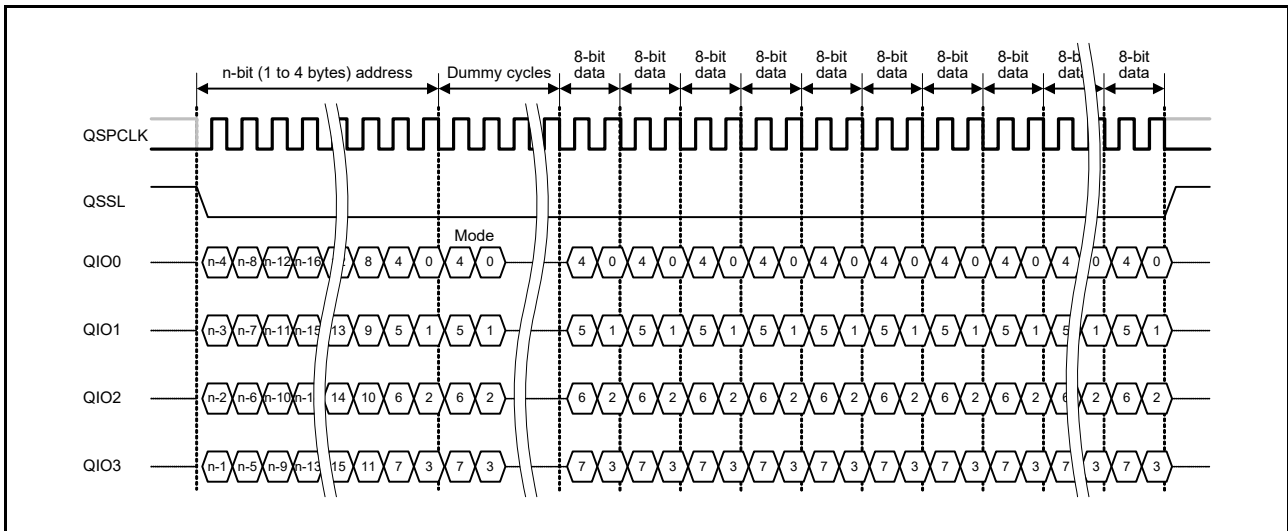 8-bit 8-bit 8-bit 8-bit 8-bit 8-bit 8-bit 8-bit 8-bit
n-bit (1 to 4 bytes) address Dummy cycles data data data data data data data data data
QSPCLK
QSSL
Mode
QIO0 n-4 n-8 n-12 n-16 8 4 0 4 0 4 0 4 0 4 0 4 0 4 0 4 0 4 0 4 0 4 0 4 0
QIO1 n-3 n-7 n-11 n-15 13 9 5 1 5 1 5 1 5 1 5 1 5 1 5 1 5 1 5 1 5 1 5 1 5 1
QIO2 n-2 n-6 n-10 14 10 6 2 6 2 6 2 6 2 6 2 6 2 6 2 6 2 6 2 6 2 6 2 6 2
QIO3 n-1 n-5 n-9 n-13 15 11 7 3 7 3 7 3 7 3 7 3 7 3 7 3 7 3 7 3 7 3 7 3 7 3